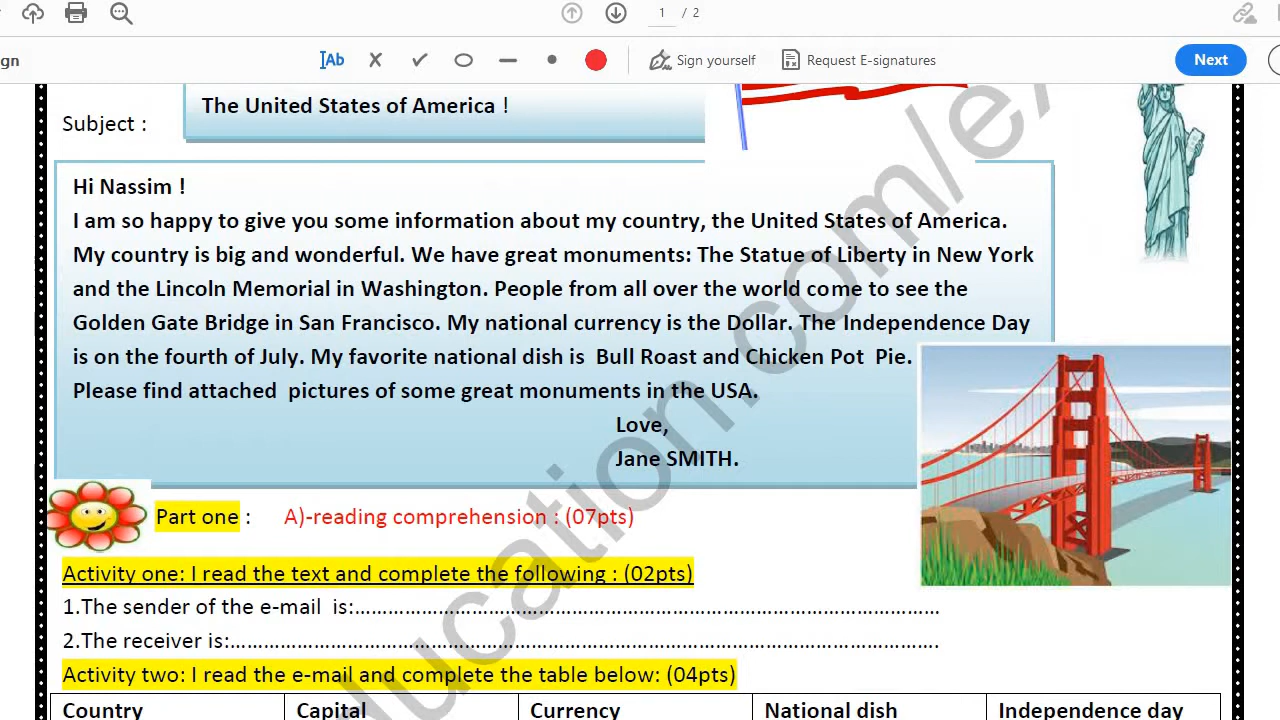 1 / 2
gn
Ab
Sign yourself
Request E-signatures
Next
The United States of America !
Subject :
Hi Nassim !
I am so happy to give you some information about my country, the United States of America.
My country is big and wonderful. We have great monuments: The Statue of Liberty in New York
and the Lincoln Memorial in Washington. People from all over the world come to see the
Golden Gate Bridge in San Francisco. My national currency is the Dollar. The Independence Day
is on the fourth of July. My favorite national dish is  Bull Roast and Chicken Pot  Pie.
Please find attached  pictures of some great monuments in the USA.
Love,
Jane SMITH.
Part one :
A)-reading comprehension : (07pts)
Activity one: I read the text and complete the following : (02pts)
1.The sender of the e-mail  is:……………………………………………………………………………………………
2.The receiver is:…………………………………………………………………………………………………………….
Activity two: I read the e-mail and complete the table below: (04pts)
Country Capital Currency National dish Independence day
ucation.com/ex